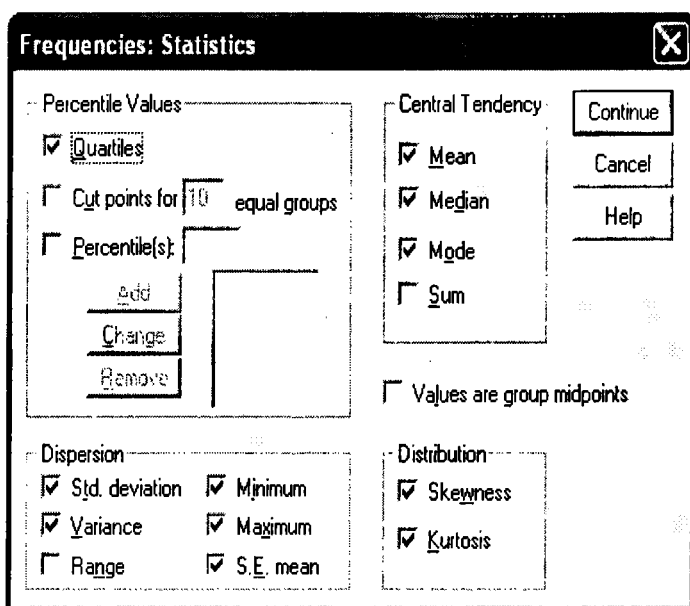 Frequencies: Statistics
Percentile Values
Quartiles
Cut points for 10 equal groups
Percentile(s):
Add
Change
Remove
Central Tendency
Mean
Median
Mode
Sum
Continue
Cancel
Help
Values are group midpoints
Dispersion
Std. deviation
Minimum
Variance
Maximum
Range
S.E. mean
Distribution
Skewness
Kurtosis